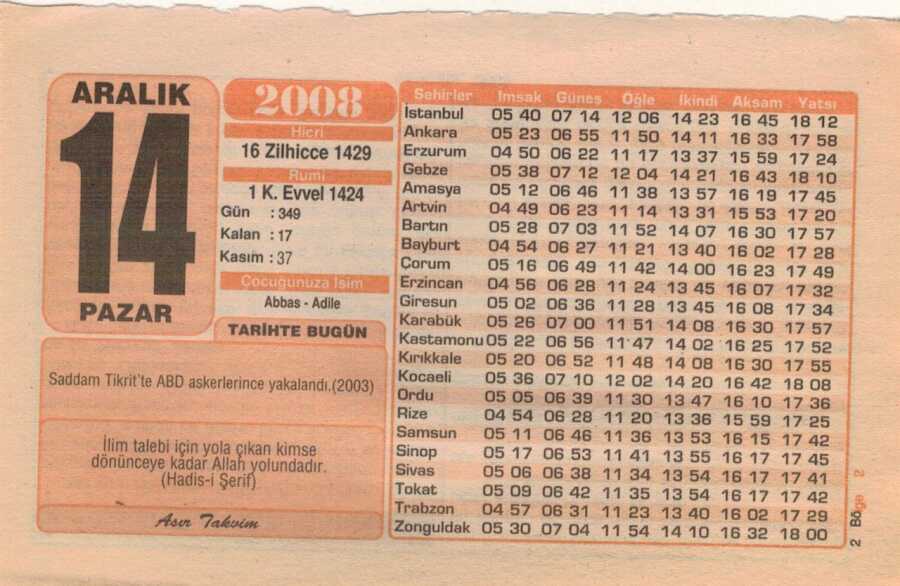 ARALIK
14
PAZAR
2008
Hicri
16 Zilhicce 1429
Rumi
1 K. Evvel 1424
Gün : 349
Kalan : 17
Kasım : 37
Çocuğunuza İsim
Abbas - Adile
TARİHTE BUGÜN
Saddam Tikrit'te ABD askerlerince yakalandı.(2003)
İlim talebi için yola çıkan kimse
dönünceye kadar Allah yolundadır.
(Hadis-i Şerif)
Asır Takvim
Şehirler İmsak Güneş Öğle İkindi Akşam Yatsı
İstanbul 05 40 07 14 12 06 14 23 16 45 18 12
Ankara 05 23 06 55 11 50 14 11 16 33 17 58
Erzurum 04 50 06 22 11 17 13 37 15 59 17 24
Gebze 05 38 07 12 12 04 14 21 16 43 18 10
Amasya 05 12 06 46 11 38 13 57 16 19 17 45
Artvin 04 49 06 23 11 14 13 31 15 53 17 20
Bartın 05 28 07 03 11 52 14 07 16 30 17 57
Bayburt 04 54 06 27 11 21 13 40 16 02 17 28
Çorum 05 16 06 49 11 42 14 00 16 23 17 49
Erzincan 04 56 06 28 11 24 13 45 16 07 17 32
Giresun 05 02 06 36 11 28 13 45 16 08 17 34
Karabük 05 26 07 00 11 51 14 08 16 30 17 57
Kastamonu 05 22 06 56 11 47 14 02 16 25 17 52
Kırıkkale 05 20 06 52 11 48 14 08 16 30 17 55
Kocaeli 05 36 07 10 12 02 14 20 16 42 18 08
Ordu 05 05 06 39 11 30 13 47 16 10 17 36
Rize 04 54 06 28 11 20 13 36 15 59 17 25
Samsun 05 11 06 46 11 36 13 53 16 15 17 42
Sinop 05 17 06 53 11 41 13 55 16 17 17 45
Sivas 05 06 06 38 11 34 13 54 16 17 17 41
Tokat 05 09 06 42 11 35 13 54 16 17 17 42
Trabzon 04 57 06 31 11 23 13 40 16 02 17 29
Zonguldak 05 30 07 04 11 54 14 10 16 32 18 00
2 Bölge 2